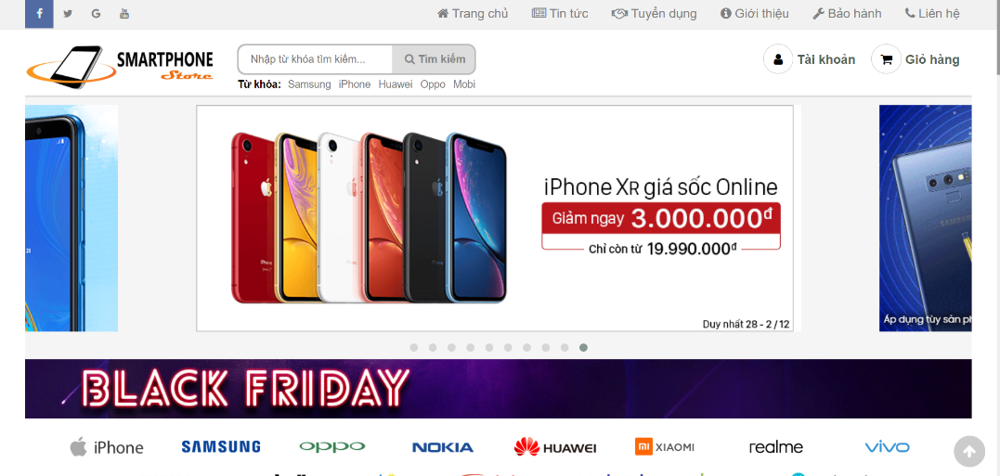 Trang chủ Tin tức Tuyển dụng Giới thiệu Bảo hành Liên hệ
SMARTPHONE
Store
Nhập từ khóa tìm kiếm... Tìm kiếm
Tài khoản Giỏ hàng
Từ khóa: Samsung iPhone Huawei Oppo Mobi
iPhone XR giá sốc Online
Giảm ngay 3.000.000đ
Chỉ còn từ 19.990.000đ
Duy nhất 28 - 2 / 12
SAMSUNG
Áp dụng tùy sản
BLACK FRIDAY
iPhone SAMSUNG oppo NOKIA HUAWEI mi XIAOMI realme vivo